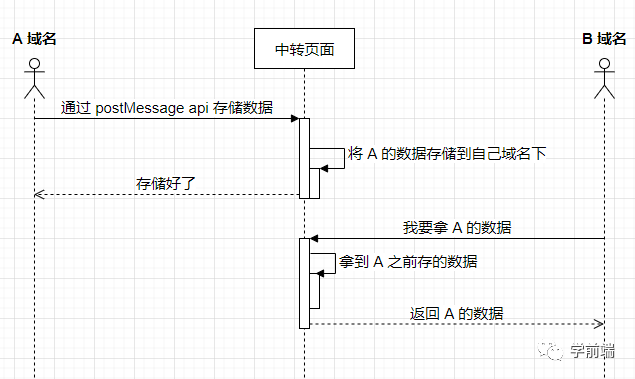 A 域名
中转页面
B 域名
通过 postMessage api 存储数据
将 A 的数据存储到自己域名下
存储好了
我要拿 A 的数据
拿到 A 之前存的数据
返回 A 的数据
学前端